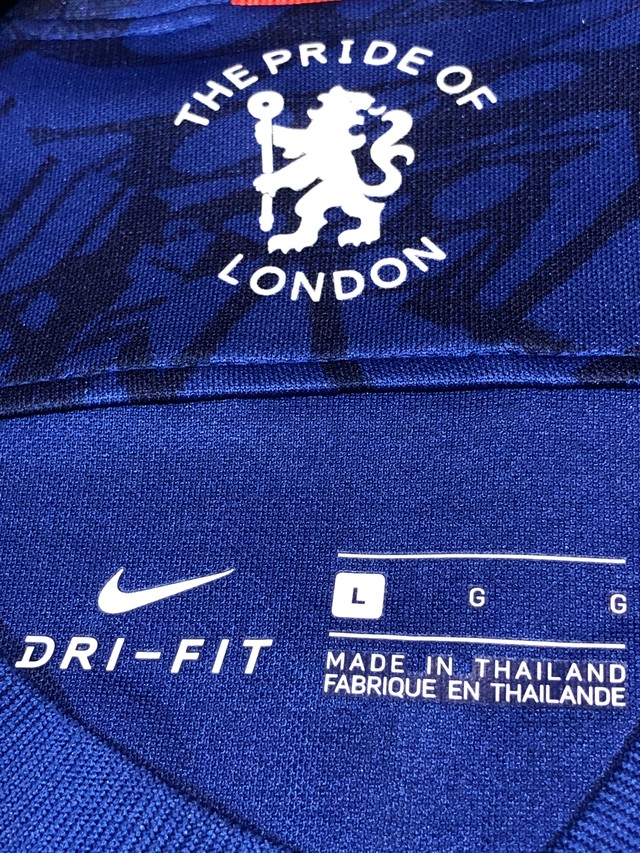 THE PRIDE OF
LONDON
DRI-FIT
L G G
MADE IN THAILAND
FABRIQUE EN THAILANDE